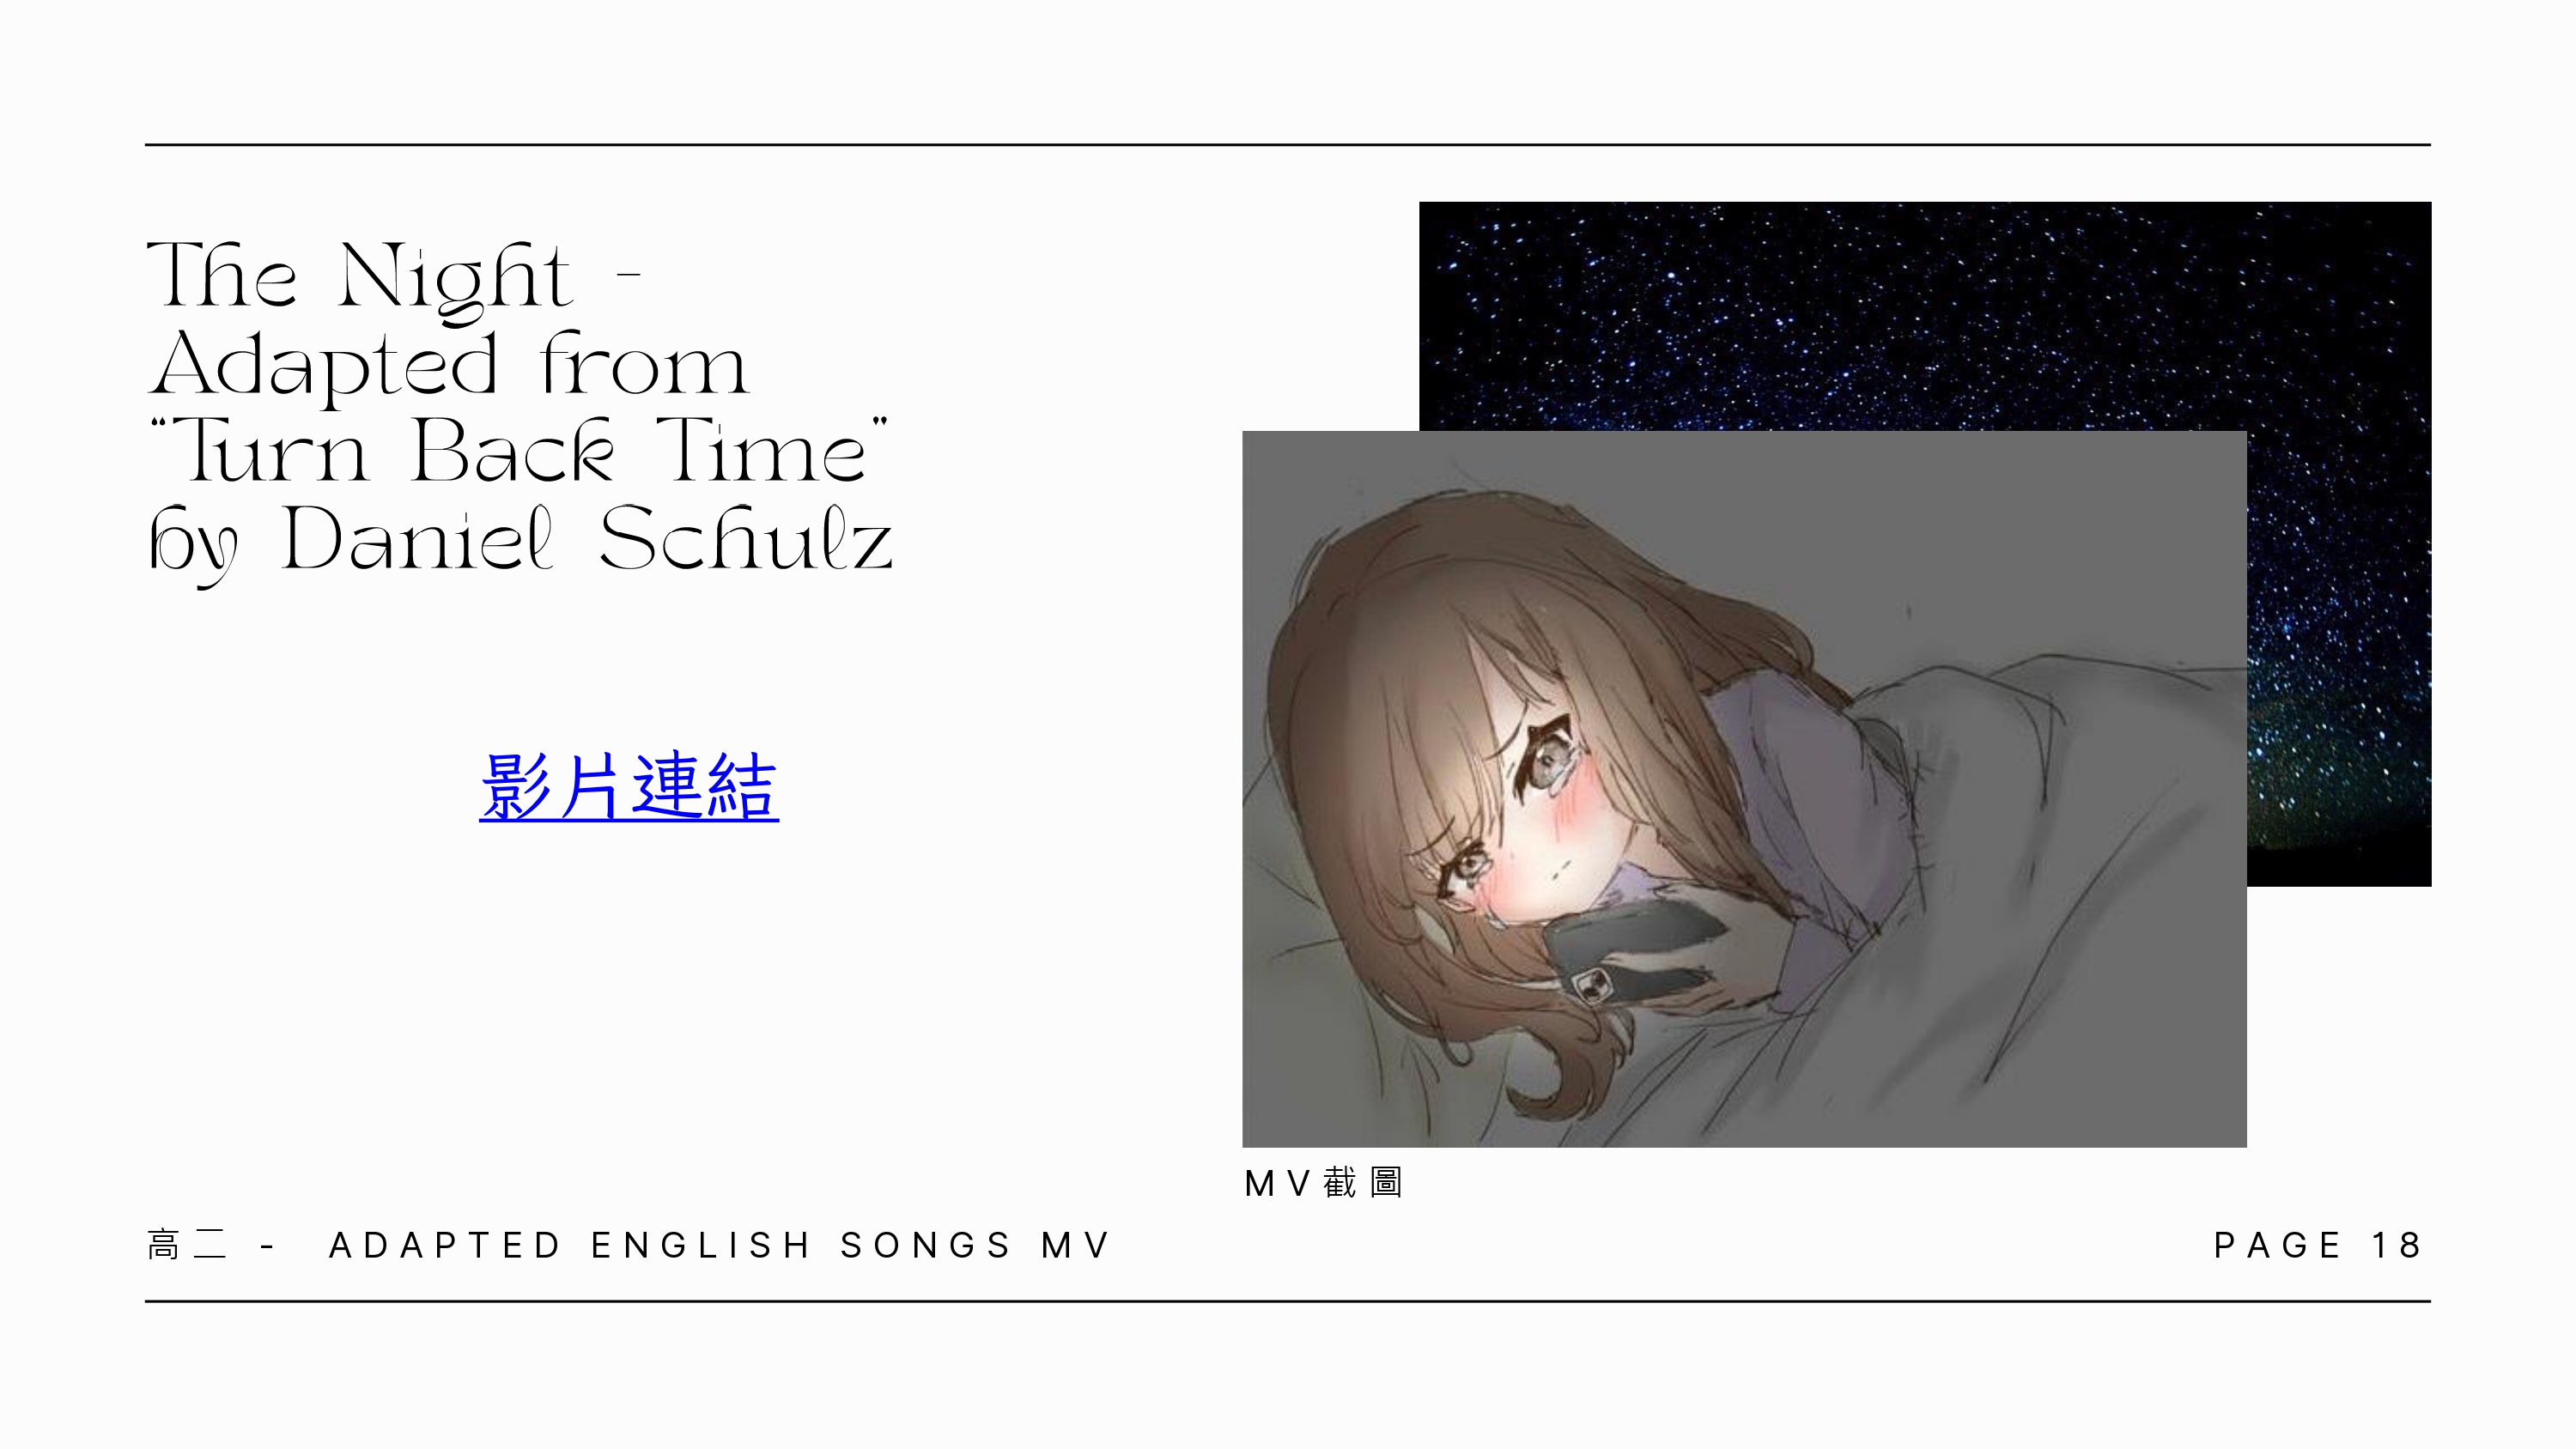 The Night -
Adapted from
“Turn Back Time”
by Daniel Schulz
影片連結
MV截圖
高二 - ADAPTED ENGLISH SONGS MV
PAGE 18